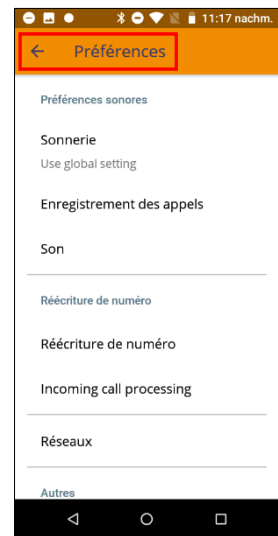 11:17 nachm.
Préférences
Préférences sonores
Sonnerie
Use global setting
Enregistrement des appels
Son
Réécriture de numéro
Réécriture de numéro
Incoming call processing
Réseaux
Autres